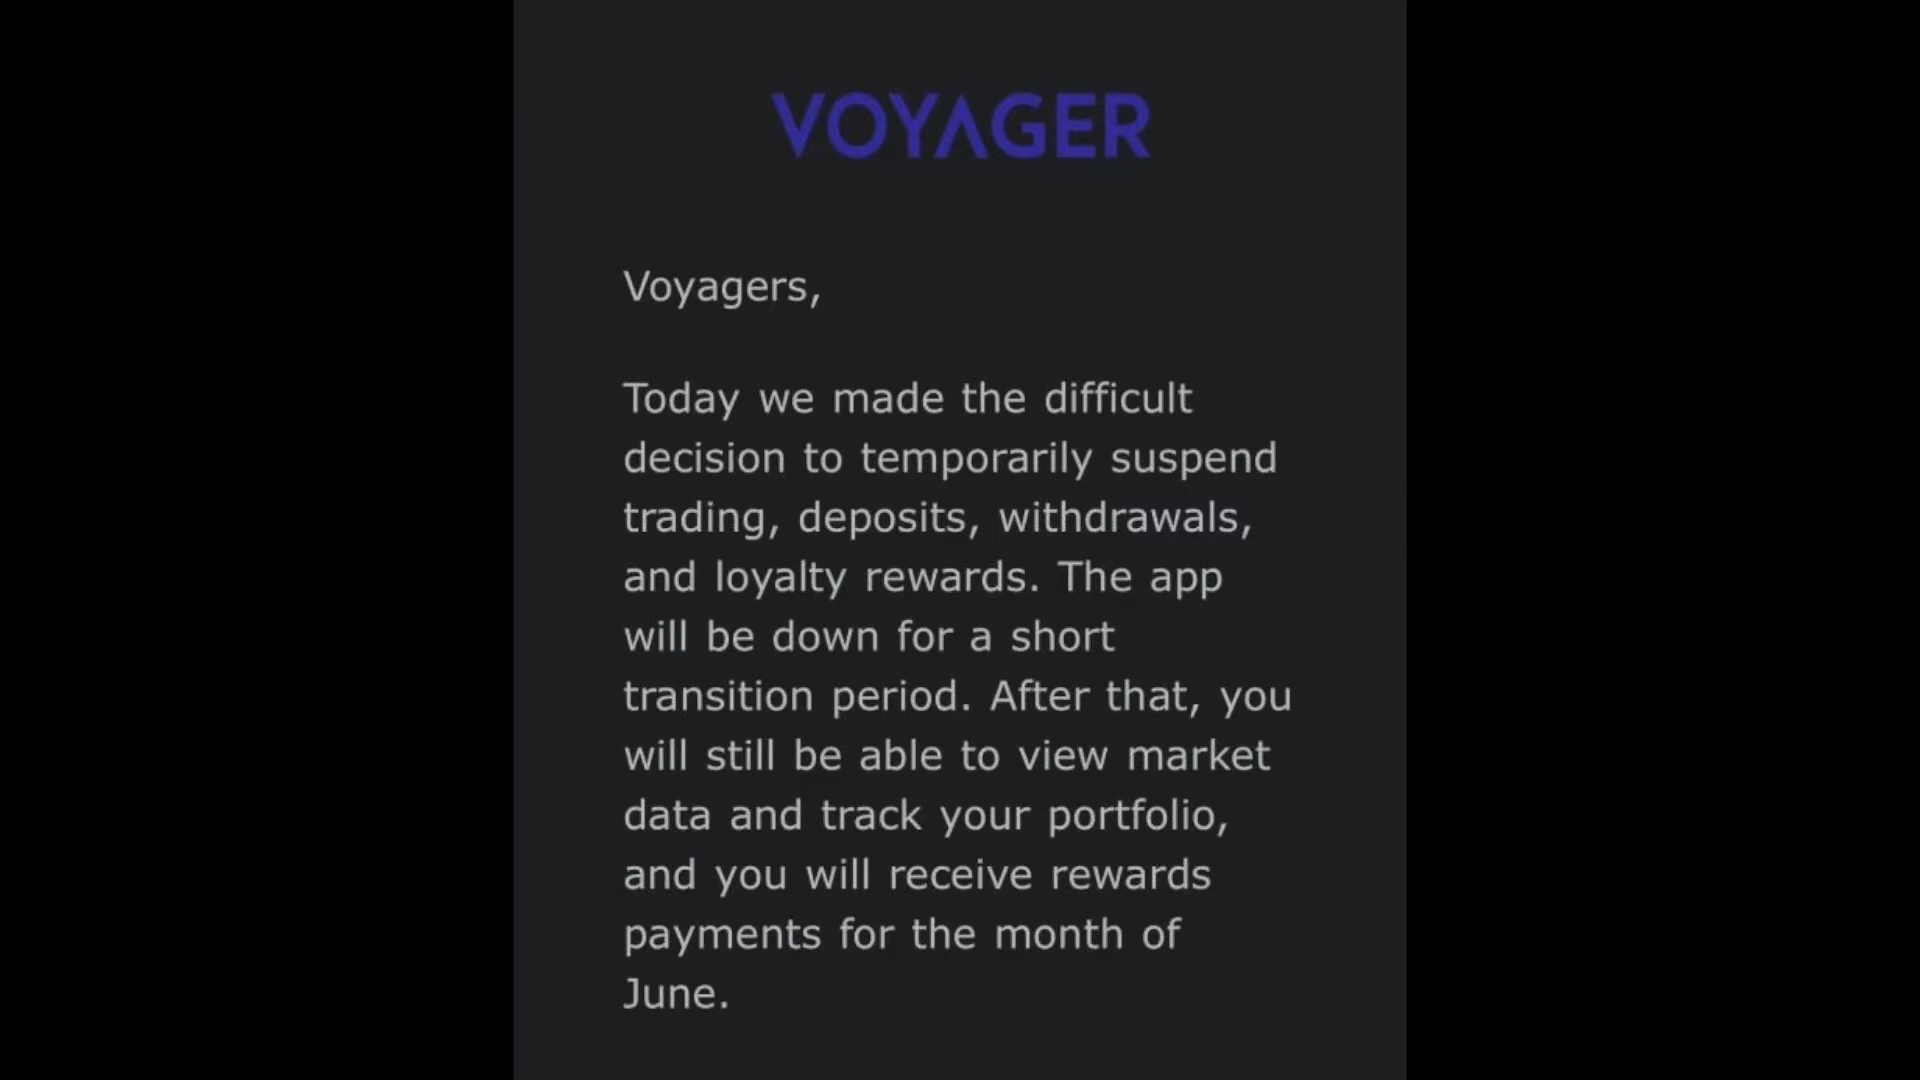 VOYAGER
Voyagers,
Today we made the difficult
decision to temporarily suspend
trading, deposits, withdrawals,
and loyalty rewards. The app
will be down for a short
transition period. After that, you
will still be able to view market
data and track your portfolio,
and you will receive rewards
payments for the month of
June.